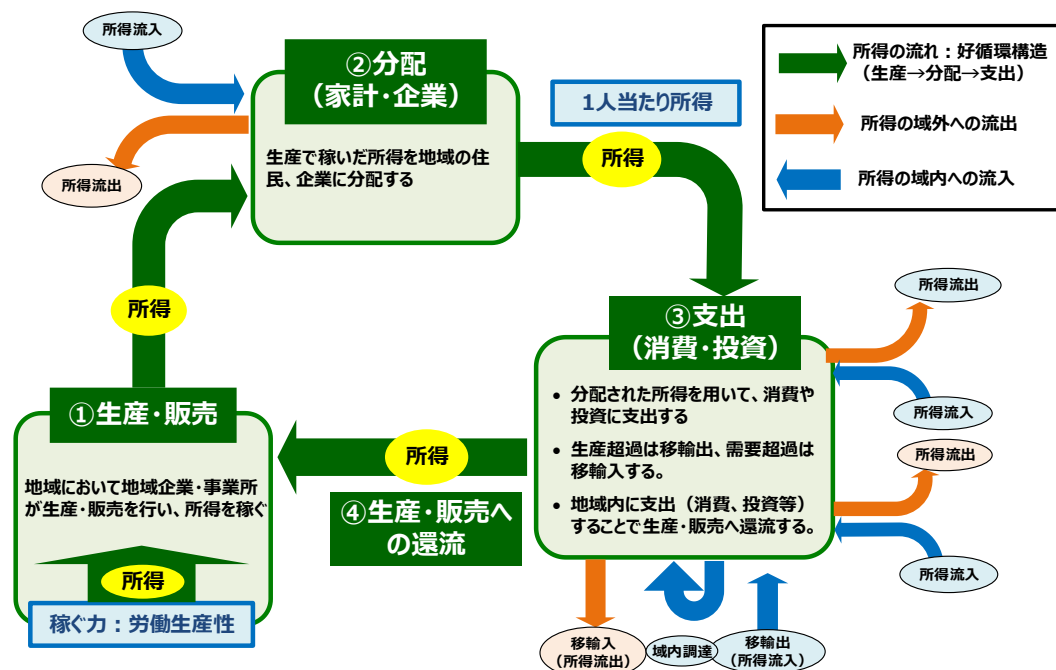 所得流入
②分配
（家計・企業）
1人当たり所得
所得の流れ：好循環構造
（生産→分配→支出）
所得の域外への流出
所得の域内への流入
所得
生産で稼いだ所得を地域の住
民、企業に分配する
所得流出
所得
③支出
（消費・投資）
所得流出
• 分配された所得を用いて、消費や
投資に支出する
• 生産超過は移輸出、需要超過は
移輸入する。
• 地域内に支出（消費、投資等）
することで生産・販売へ還流する。
所得流入
所得流出
所得流入
①生産・販売
地域において地域企業・事業所
が生産・販売を行い、所得を稼ぐ
所得
④生産・販売へ
の還流
所得
稼ぐ力：労働生産性
移輸入
（所得流出）
域内調達
移輸出
（所得流入）